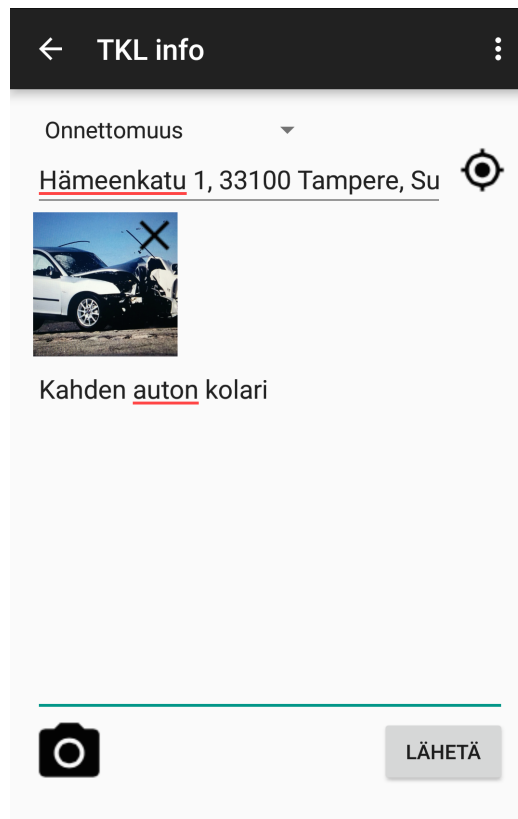 TKL info
Onnettomuus
Hämeenkatu 1, 33100 Tampere, Su
Kahden auton kolari
LÄHETÄ